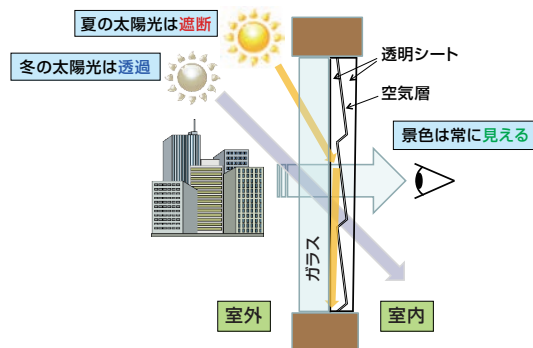 夏の太陽光は遮断
冬の太陽光は透過
透明シート
空気層
景色は常に見える
ガラス
室外
室内